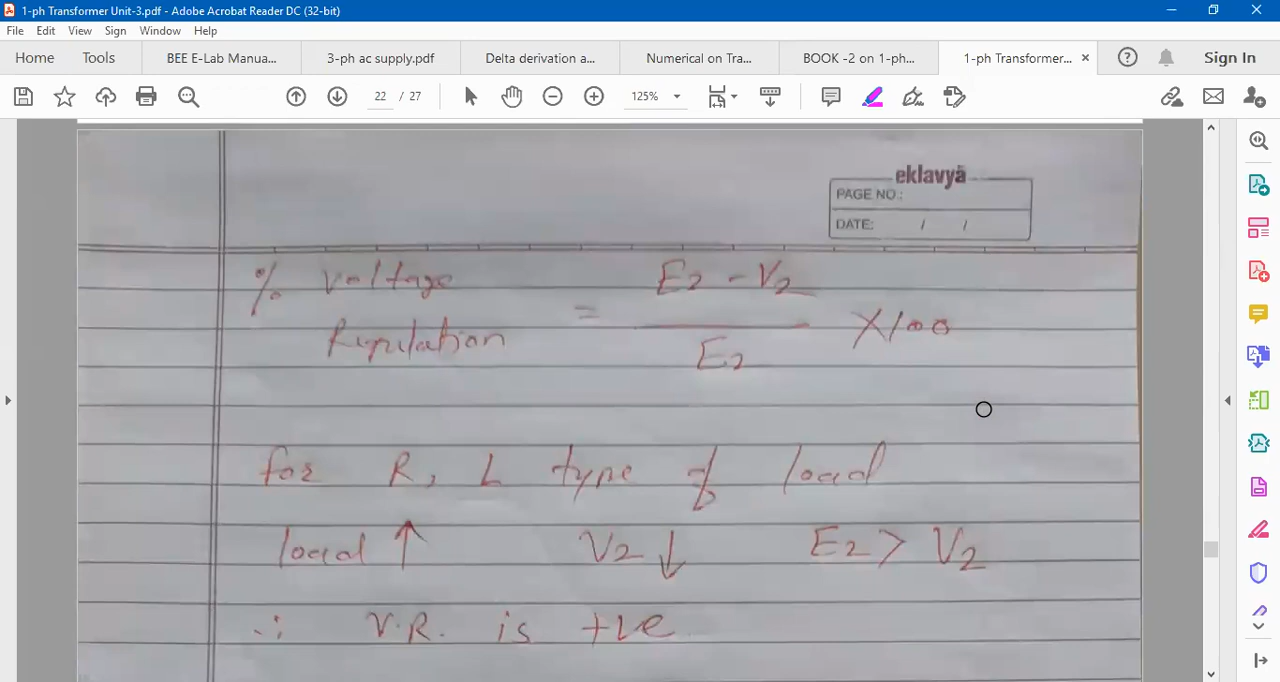 1-ph Transformer Unit-3.pdf - Adobe Acrobat Reader DC (32-bit)
File Edit View Sign Window Help
Home Tools BEE E-Lab Manua... 3-ph ac supply.pdf Delta derivation a... Numerical on Tra... BOOK -2 on 1-ph... 1-ph Transformer... × Sign In
22 / 27 125%
eklavyā
PAGE NO.:
DATE: / /
% Voltage Regulation = E2 - V2 / E2 X100
for R, L type of load
load ↑ V2 ↓ E2 > V2
∴ V.R. is +ve